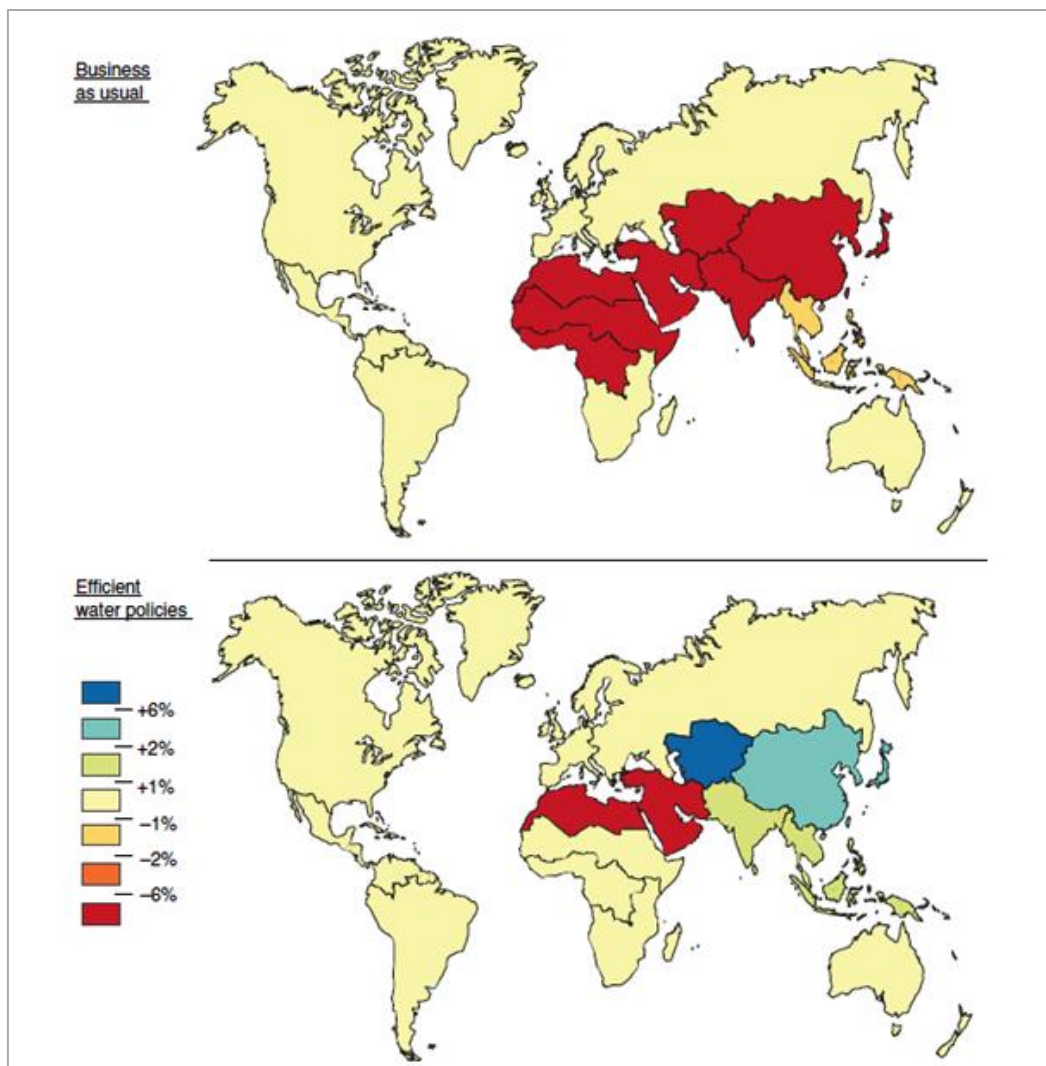 Business
as usual
Efficient
water policies
+6%
+2%
+1%
−1%
−2%
−6%